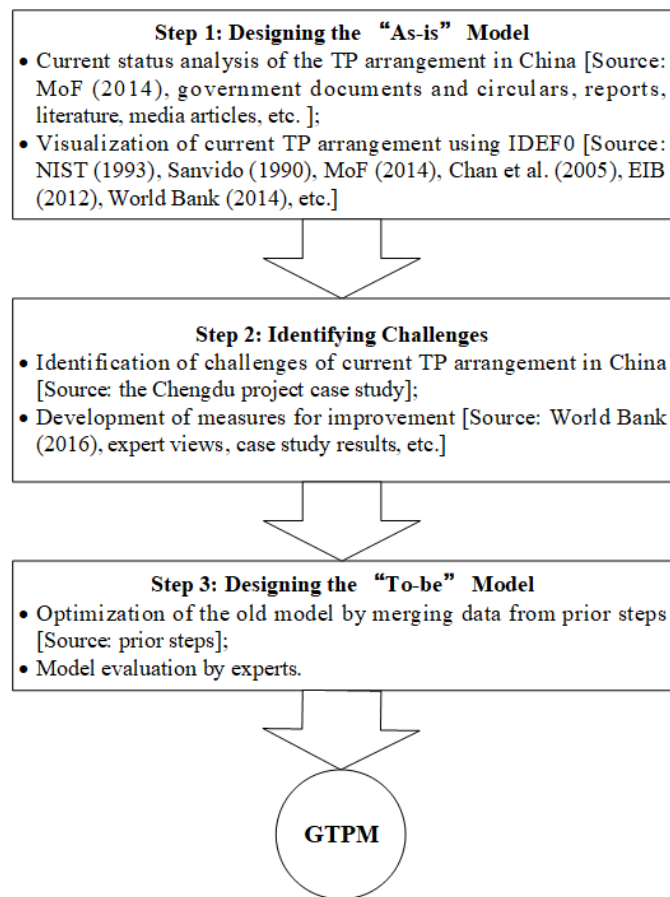 Step 1: Designing the “As-is” Model
• Current status analysis of the TP arrangement in China [Source:
MoF (2014), government documents and circulars, reports,
literature, media articles, etc. ];
• Visualization of current TP arrangement using IDEF0 [Source:
NIST (1993), Sanvido (1990), MoF (2014), Chan et al. (2005), EIB
(2012), World Bank (2014), etc.]
Step 2: Identifying Challenges
• Identification of challenges of current TP arrangement in China
[Source: the Chengdu project case study];
• Development of measures for improvement [Source: World Bank
(2016), expert views, case study results, etc.]
Step 3: Designing the “To-be” Model
• Optimization of the old model by merging data from prior steps
[Source: prior steps];
• Model evaluation by experts.
GTPM